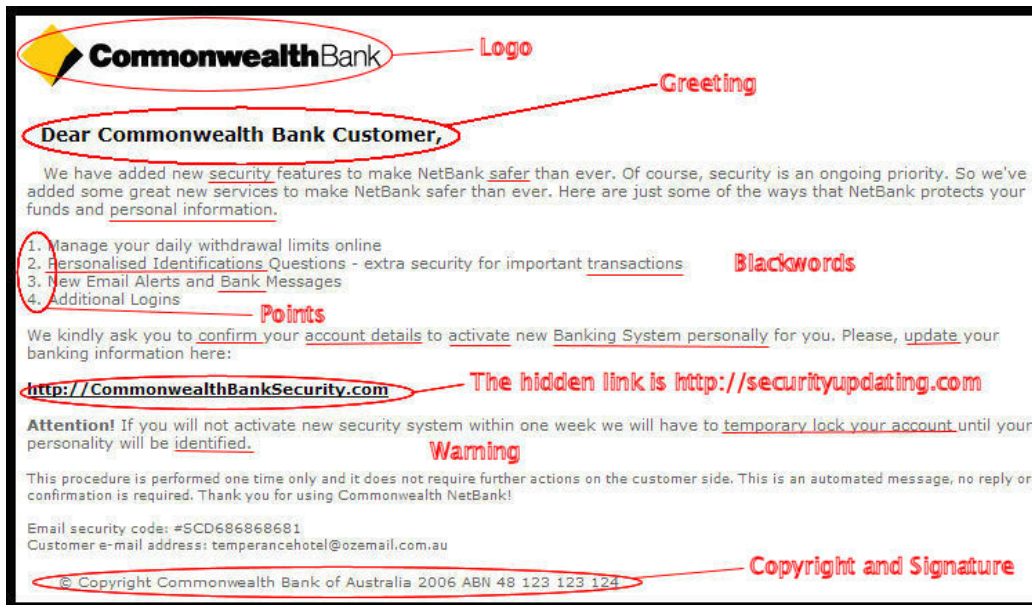 CommonwealthBank
Logo
Greeting
Dear Commonwealth Bank Customer,
We have added new security features to make NetBank safer than ever. Of course, security is an ongoing priority. So we've
added some great new services to make NetBank safer than ever. Here are just some of the ways that NetBank protects your
funds and personal information.
1. Manage your daily withdrawal limits online
2. Personalised Identifications Questions - extra security for important transactions
Blackwords
3. New Email Alerts and Bank Messages
4. Additional Logins
Points
We kindly ask you to confirm your account details to activate new Banking System personally for you. Please, update your
banking information here:
http://CommonwealthBankSecurity.com
The hidden link is http://securityupdating.com
Attention! If you will not activate new security system within one week we will have to temporary lock your account until your
personality will be identified.
Warning
This procedure is performed one time only and it does not require further actions on the customer side. This is an automated message, no reply or
confirmation is required. Thank you for using Commonwealth NetBank!
Email security code: #SCD686868681
Customer e-mail address: temperancehotel@ozemail.com.au
Copyright and Signature
© Copyright Commonwealth Bank of Australia 2006 ABN 48 123 123 124